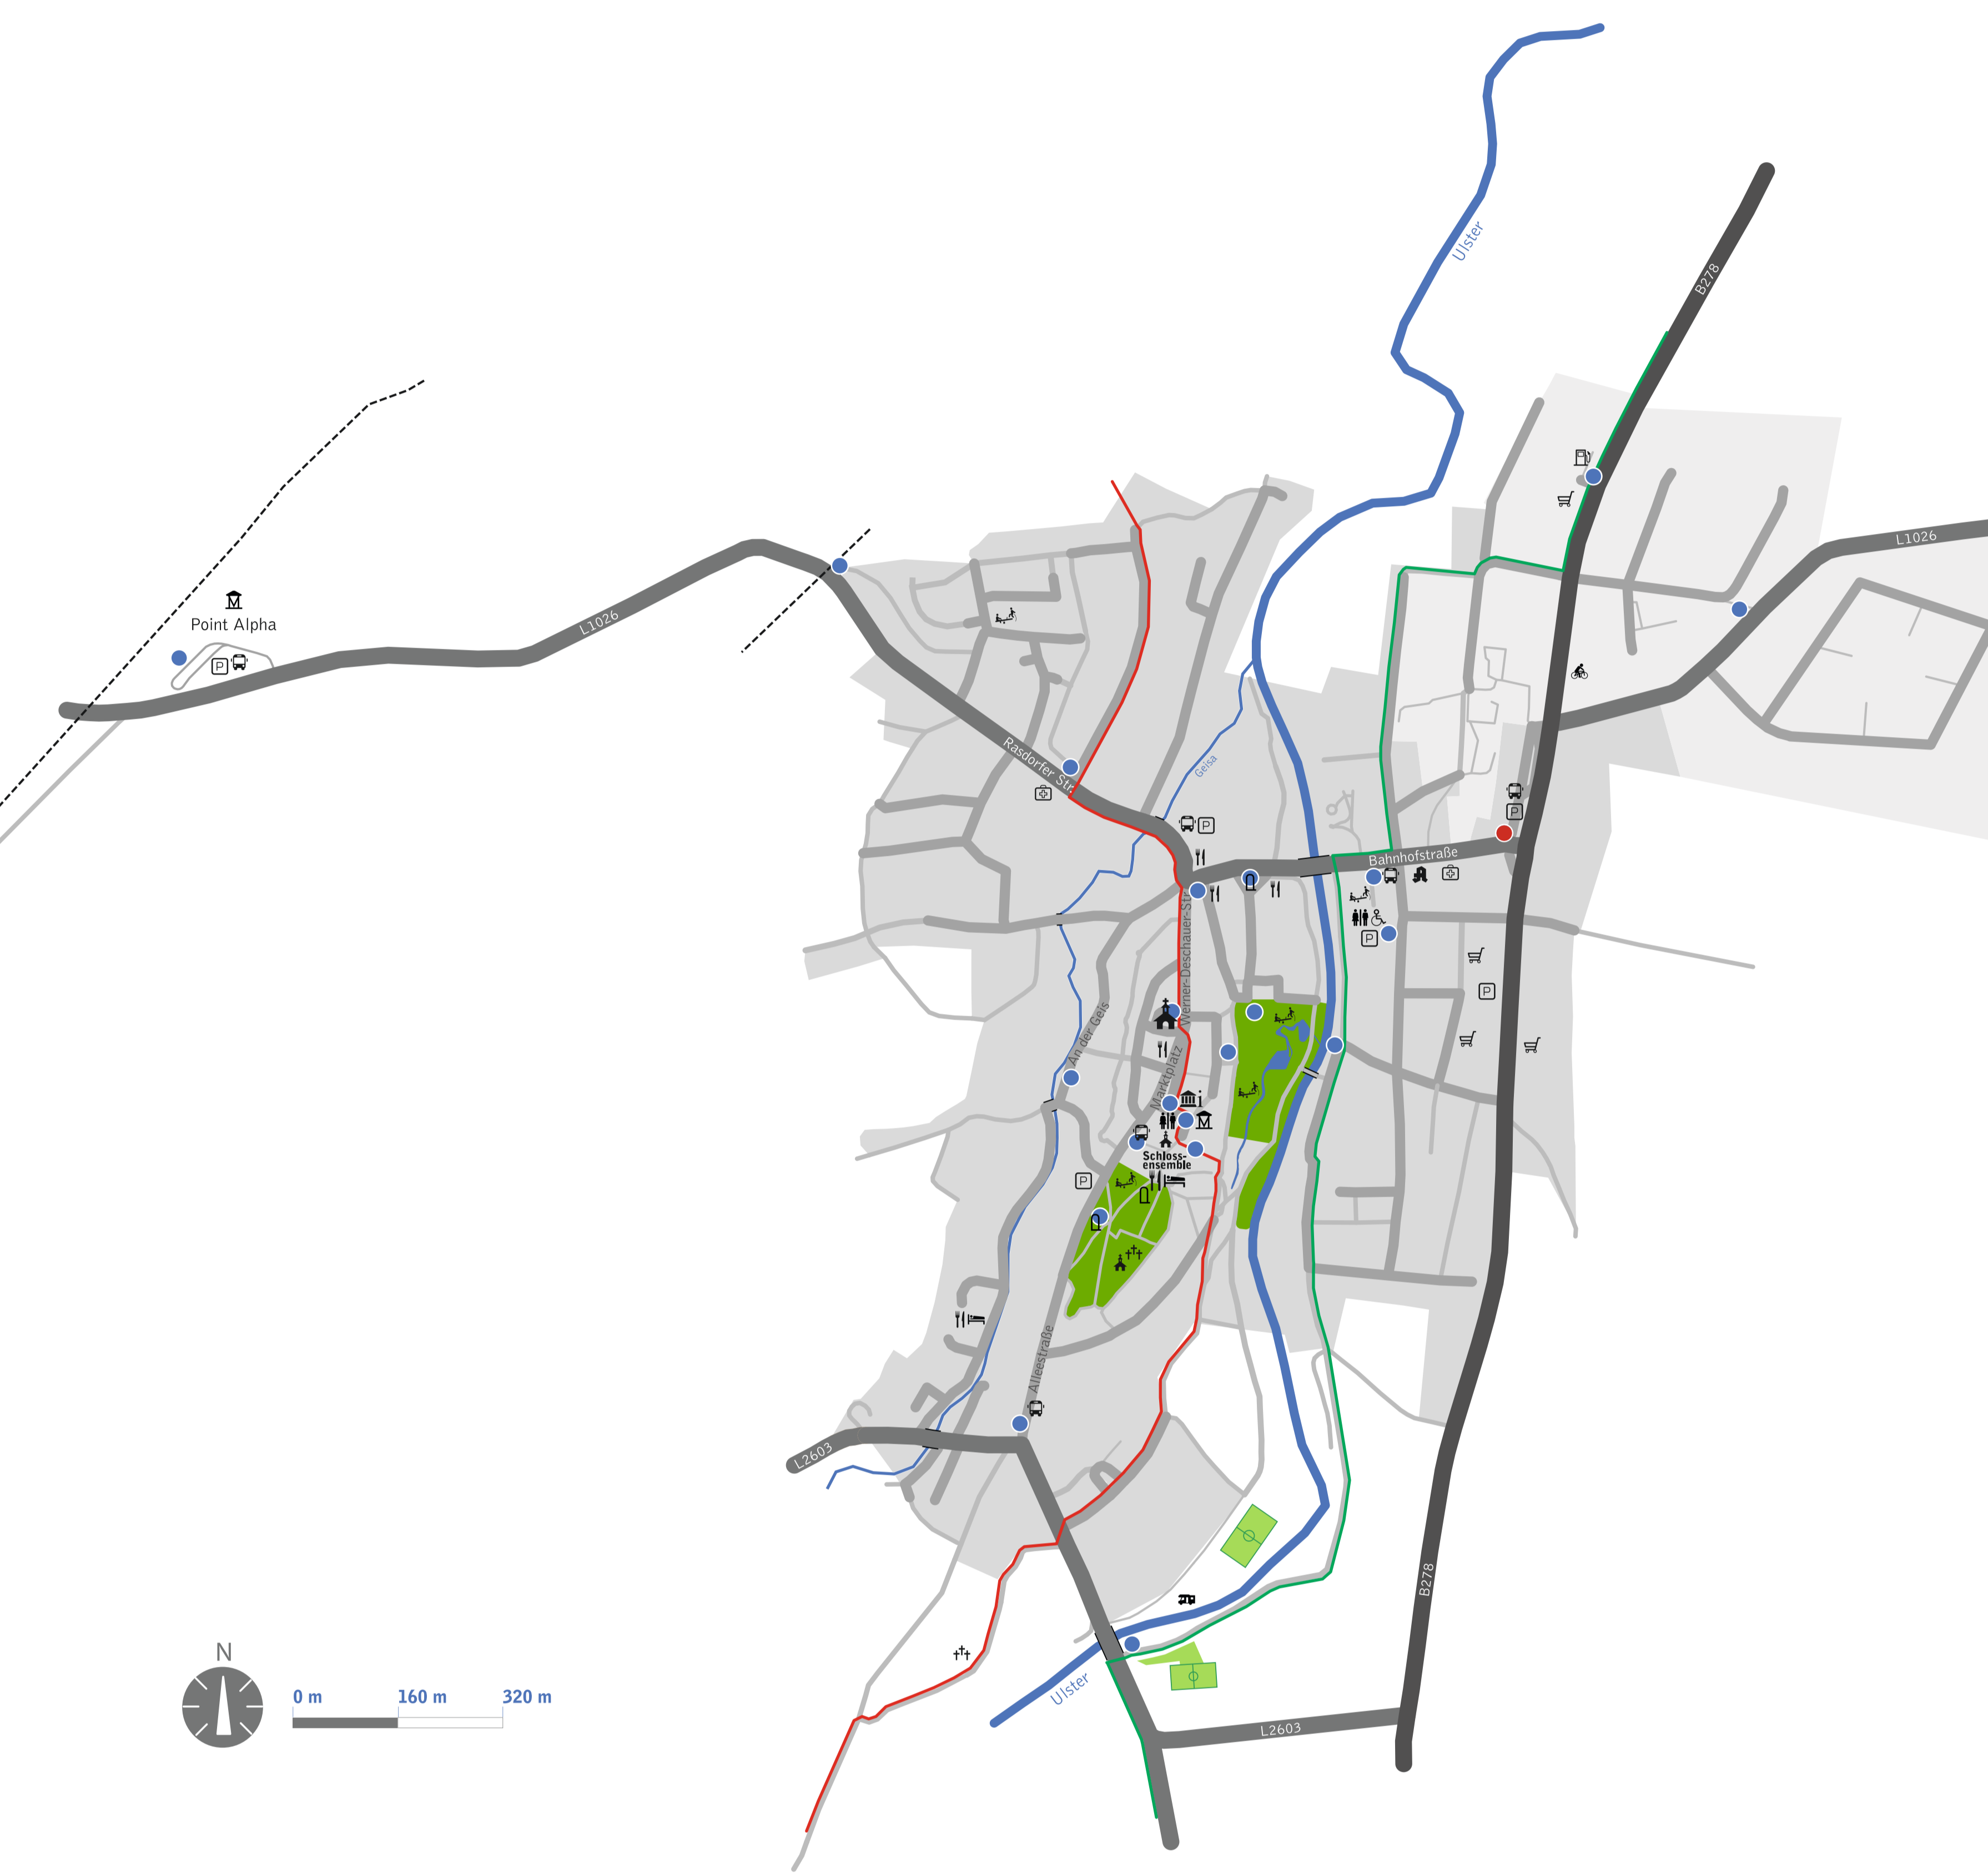 Ulster
B278
L1026
Point Alpha
P
L1026
Rasdorfer Str.
Geisa
P
P
Bahnhofstraße
Werner-Deschauer-Str.
P
P
An der Geis
Marktplatz
i
Schloss-
ensemble
P
Alleestraße
L2603
B278
N
0 m 160 m 320 m
Ulster
L2603